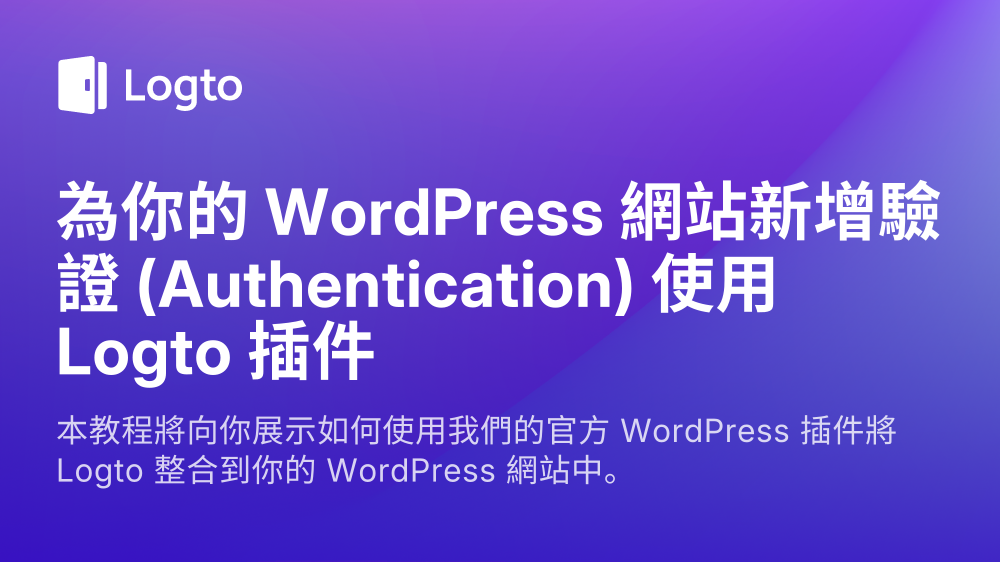 Logto
為你的 WordPress 網站新增驗
證 (Authentication) 使用
Logto 插件
本教程將向你展示如何使用我們的官方 WordPress 插件將
Logto 整合到你的 WordPress 網站中。